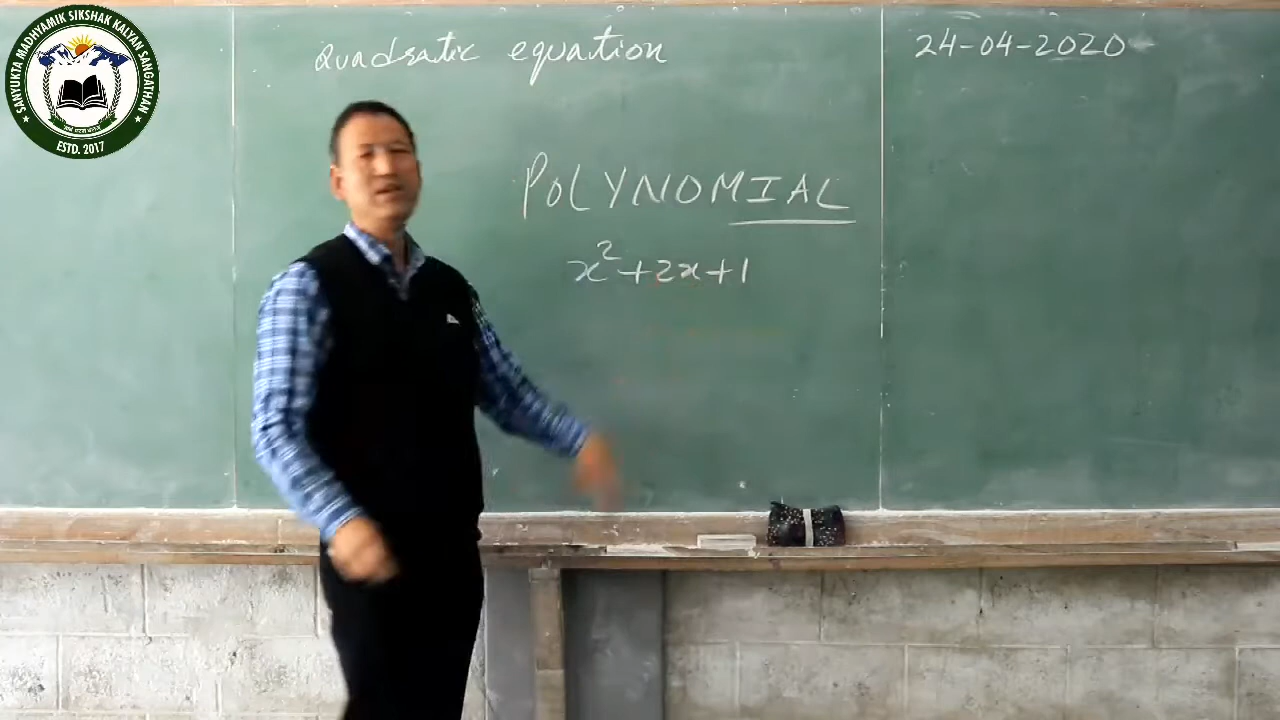 SANYUKTA MADHYAMIK SIKSHAK KALYAN SANGATHAN
ESTD. 2017
Quadratic equation
24-04-2020
POLYNOMIAL
x²+2x+1